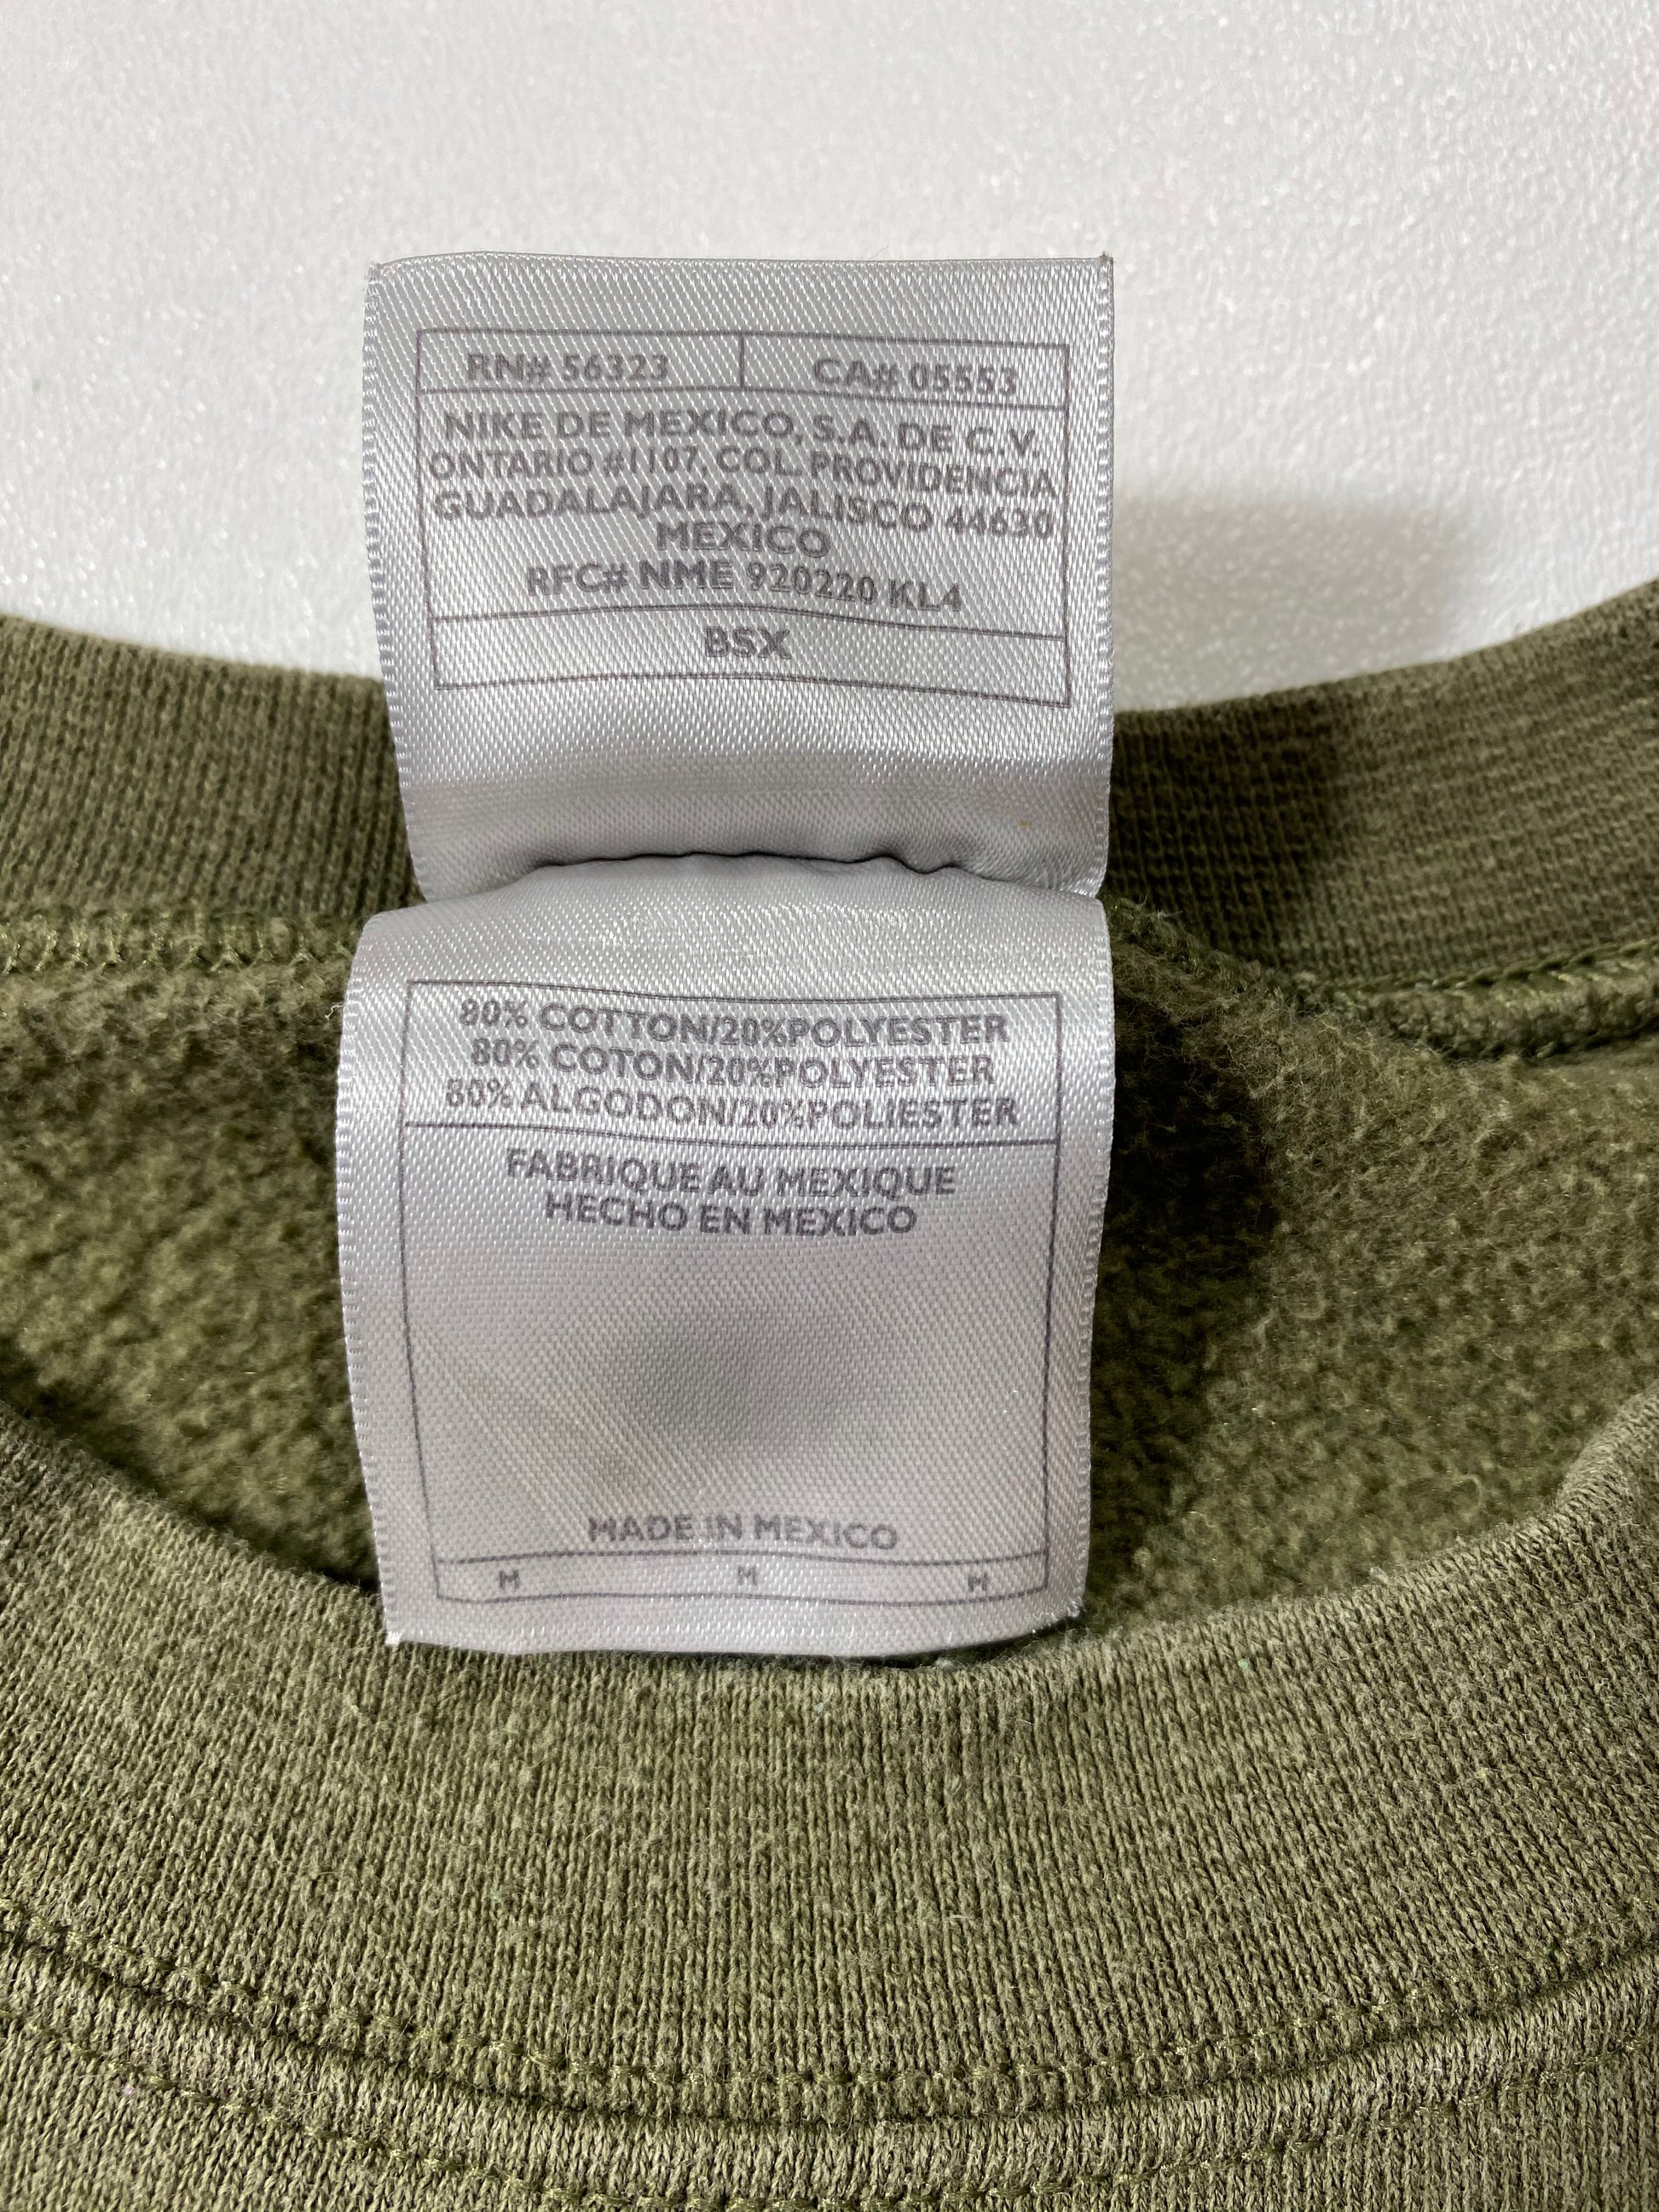 RN# 56323 CA# 05553
NIKE DE MEXICO, S.A. DE C.V.
ONTARIO #1107, COL. PROVIDENCIA
GUADALAJARA, JALISCO 44630
MEXICO
RFC# NME 920220 KL4
BSX
80% COTTON/20%POLYESTER
80% COTON/20%POLYESTER
80% ALGODON/20%POLIESTER
FABRIQUE AU MEXIQUE
HECHO EN MEXICO
MADE IN MEXICO
M M M